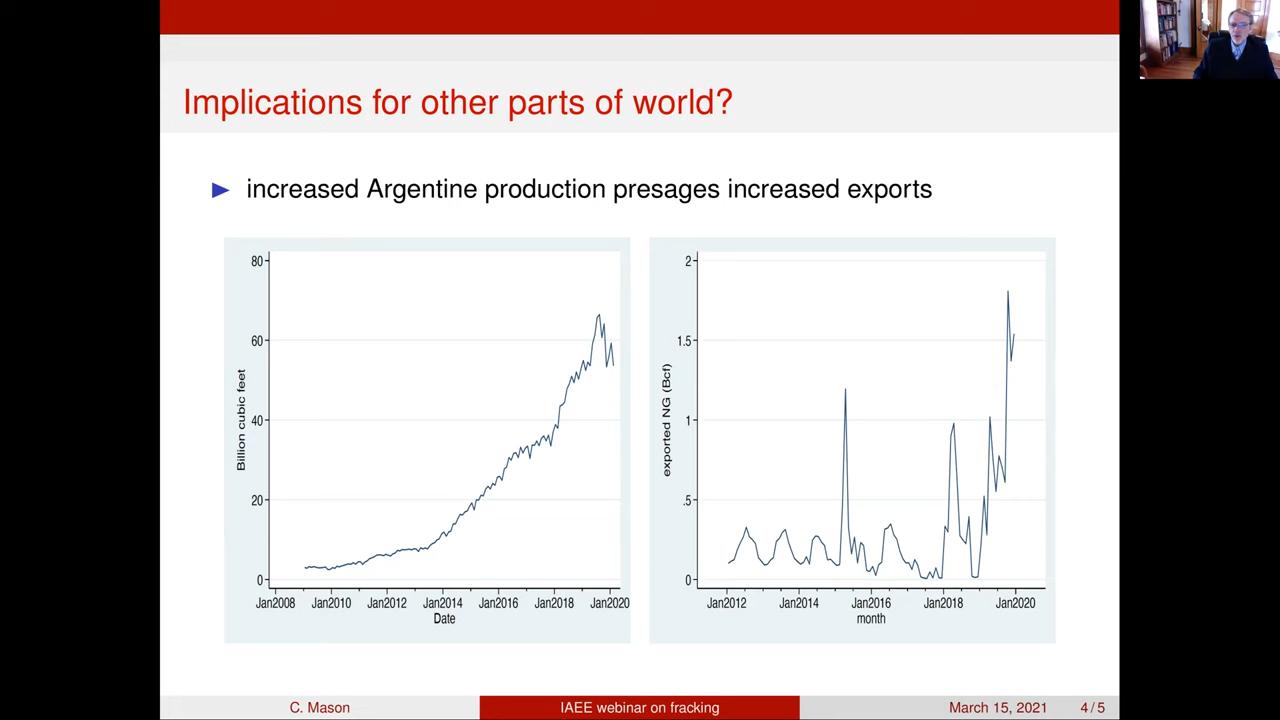 Implications for other parts of world?
increased Argentine production presages increased exports
80
60
40
20
0
Billion cubic feet
Jan2008 Jan2010 Jan2012 Jan2014 Jan2016 Jan2018 Jan2020
Date
2
1.5
1
.5
0
exported NG (Bcf)
Jan2012 Jan2014 Jan2016 Jan2018 Jan2020
month
C. Mason IAEE webinar on fracking March 15, 2021 4/5